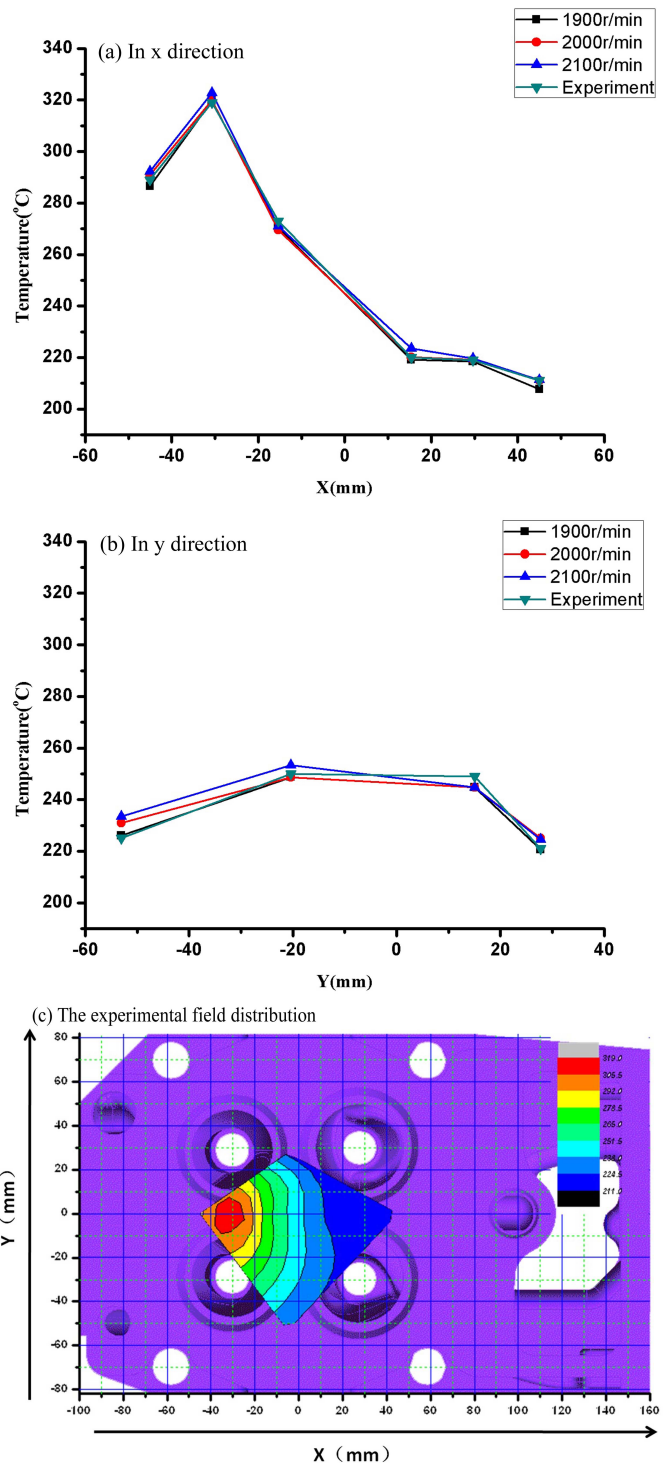 (a) In x direction
1900r/min
2000r/min
2100r/min
Experiment
340
320
300
280
260
240
220
200
Temperature(°C)
-60 -40 -20 0 20 40 60
X(mm)
(b) In y direction
1900r/min
2000r/min
2100r/min
Experiment
340
320
300
280
260
240
220
200
Temperature(°C)
-60 -40 -20 0 20 40
Y(mm)
(c) The experimental field distribution
80
60
40
20
0
-20
-40
-60
-80
Y (mm)
319.0
305.5
292.0
278.5
265.0
251.5
238.0
224.5
211.0
-100 -80 -60 -40 -20 0 20 40 60 80 100 120 140 160
X (mm)